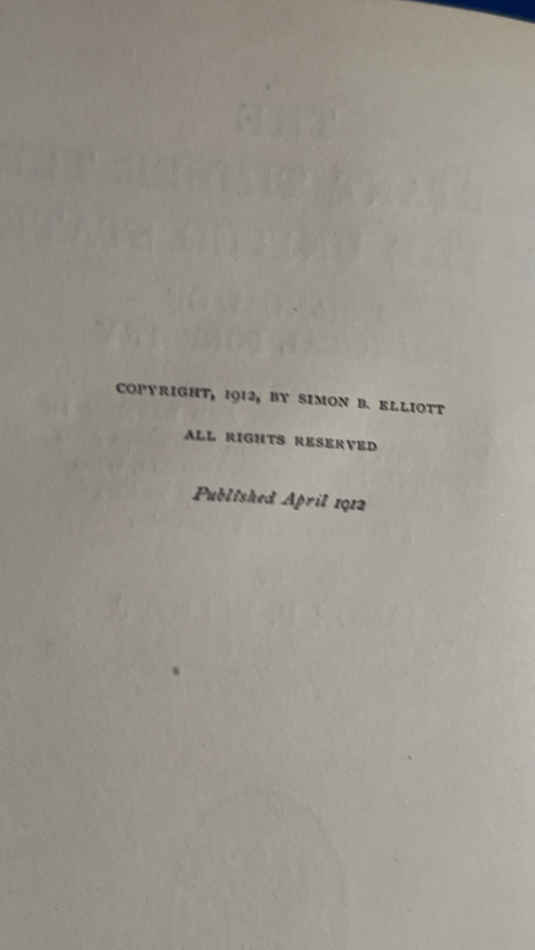 COPYRIGHT, 1912, BY SIMON B. ELLIOTT
ALL RIGHTS RESERVED
Published April 1912